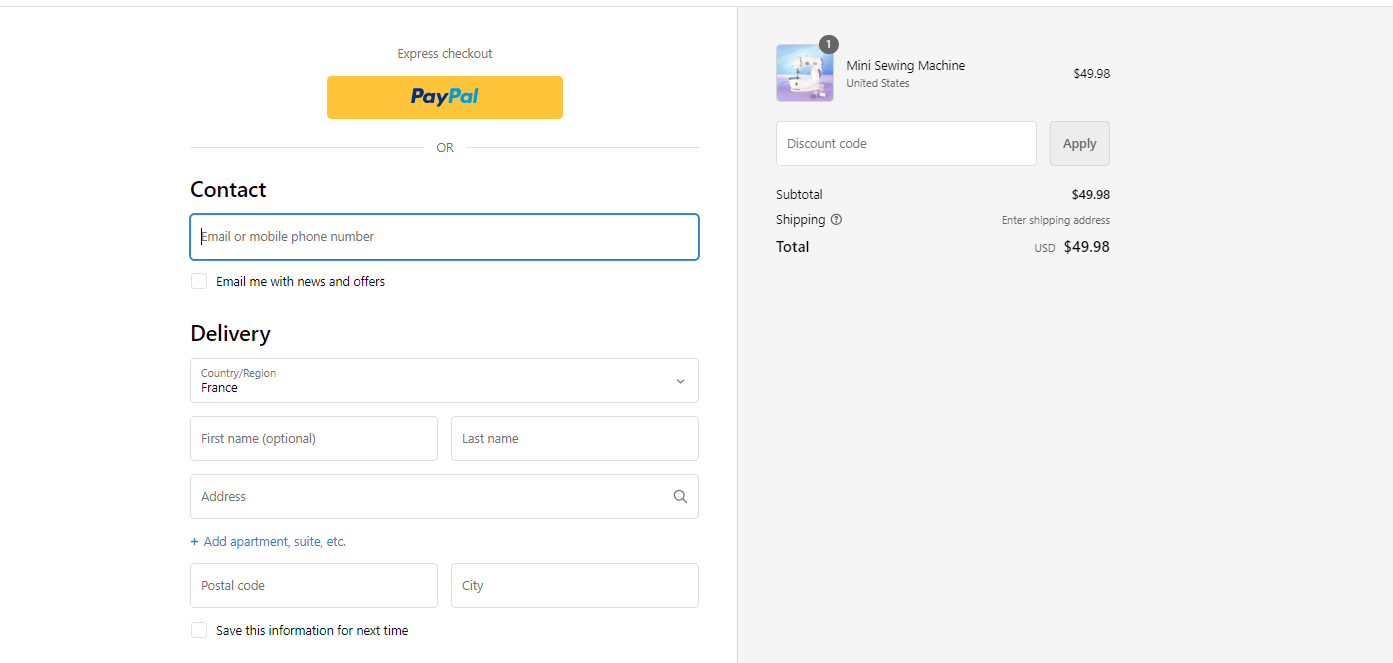 Express checkout
PayPal
OR
Contact
Email or mobile phone number
Email me with news and offers
Delivery
Country/Region
France
First name (optional)
Last name
Address
+ Add apartment, suite, etc.
Postal code
City
Save this information for next time
1
Mini Sewing Machine
United States
$49.98
Discount code
Apply
Subtotal $49.98
Shipping Enter shipping address
Total USD $49.98